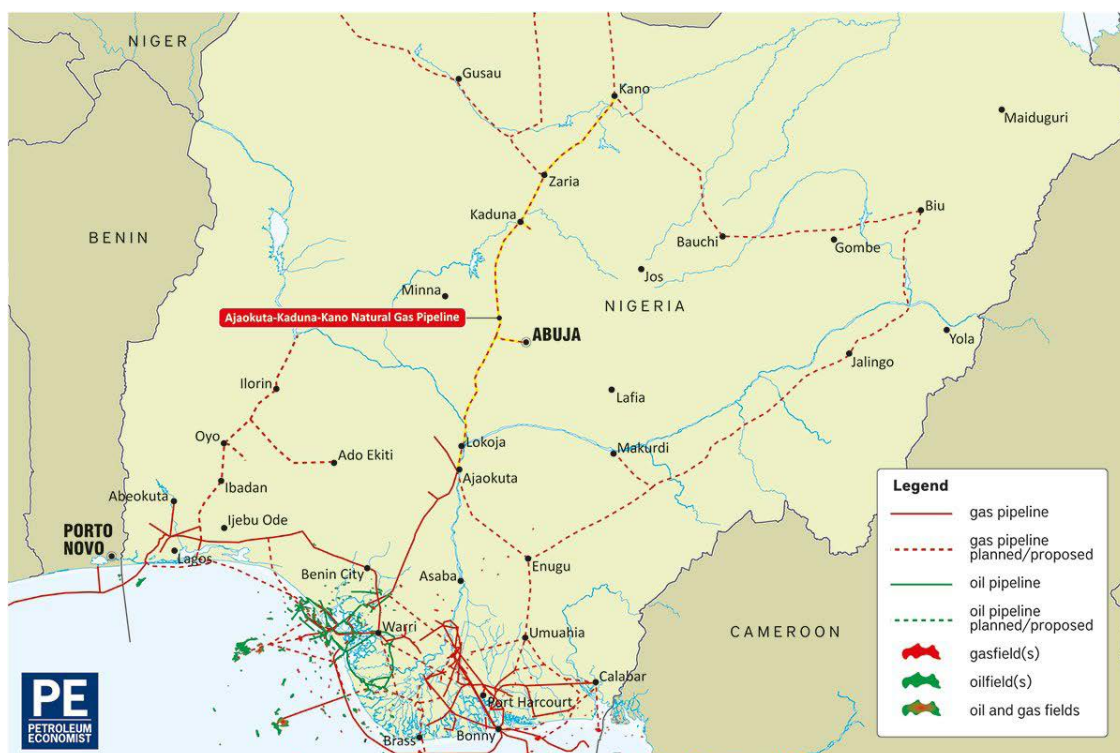 NIGER
Gusau
Kano
Maiduguri
Zaria
Kaduna
Biu
BENIN
Bauchi
Gombe
Jos
Minna
NIGERIA
Ajaokuta-Kaduna-Kano Natural Gas Pipeline
ABUJA
Yola
Jalingo
Ilorin
Lafia
Oyo
Lokoja
Makurdi
Ado Ekiti
Ajaokuta
Ibadan
Abeokuta
Ijebu Ode
PORTO
NOVO
Lagos
Benin City
Asaba
Enugu
Warri
Umuahia
CAMEROON
Calabar
Port Harcourt
Brass
Bonny
Legend
gas pipeline
gas pipeline
planned/proposed
oil pipeline
oil pipeline
planned/proposed
gasfield(s)
oilfield(s)
oil and gas fields
PE
PETROLEUM
ECONOMIST